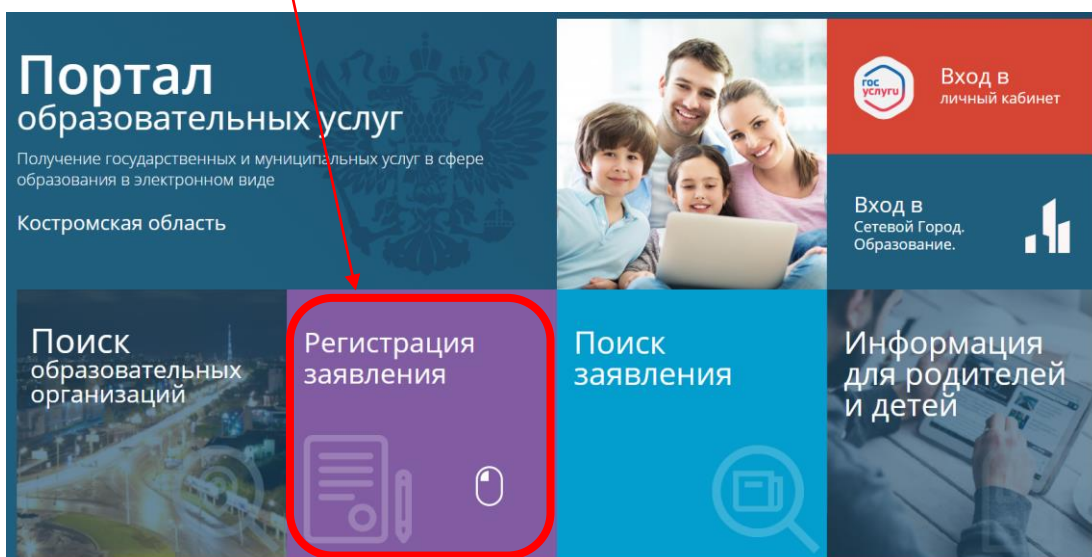 Портал
образовательных услуг
Получение государственных и муниципальных услуг в сфере
образования в электронном виде
Костромская область
гос
услуги
Вход в
личный кабинет
Вход в
Сетевой Город.
Образование.
Поиск
образовательных
организаций
Регистрация
заявления
Поиск
заявления
Информация
для родителей
и детей